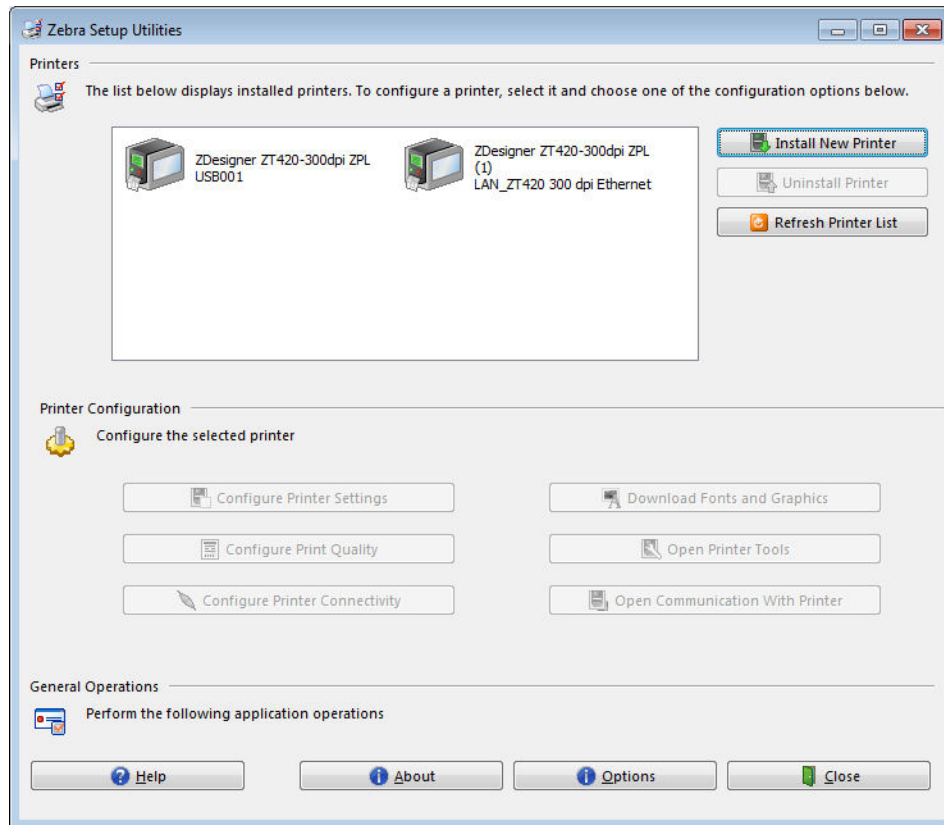 Zebra Setup Utilities
Printers
The list below displays installed printers. To configure a printer, select it and choose one of the configuration options below.
ZDesigner ZT420-300dpi ZPL
USB001
ZDesigner ZT420-300dpi ZPL
(1)
LAN_ZT420 300 dpi Ethernet
Install New Printer
Uninstall Printer
Refresh Printer List
Printer Configuration
Configure the selected printer
Configure Printer Settings
Download Fonts and Graphics
Configure Print Quality
Open Printer Tools
Configure Printer Connectivity
Open Communication With Printer
General Operations
Perform the following application operations
Help
About
Options
Close